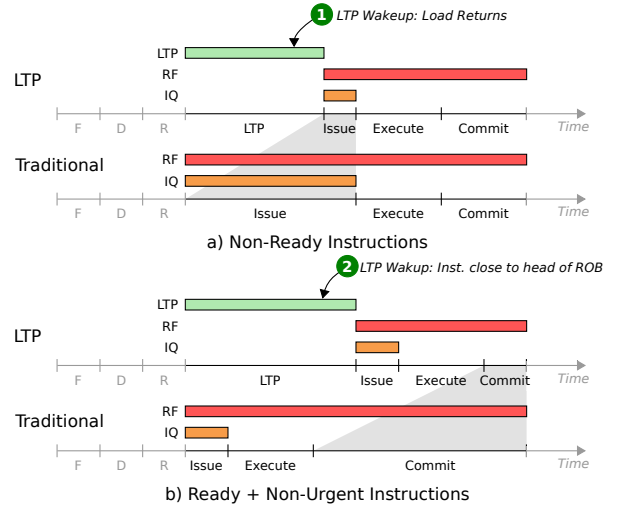 1 LTP Wakeup: Load Returns
LTP
RF
LTP
IQ
F D R LTP Issue Execute Commit Time
Traditional
RF
IQ
F D R Issue Execute Commit Time
a) Non-Ready Instructions
2 LTP Wakup: Inst. close to head of ROB
LTP
RF
LTP
IQ
F D R LTP Issue Execute Commit Time
Traditional
RF
IQ
F D R Issue Execute Commit Time
b) Ready + Non-Urgent Instructions